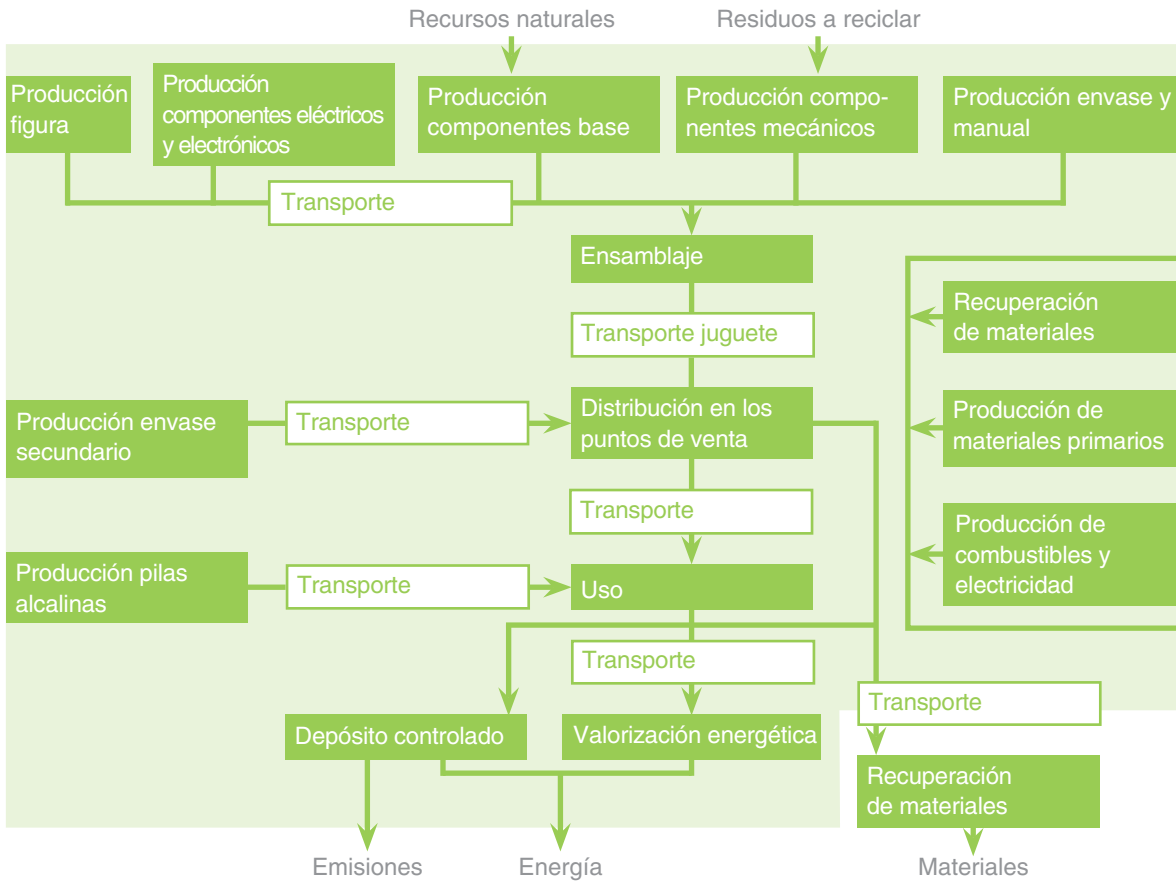 Recursos naturales
Residuos a reciclar
Producción
figura
Producción
componentes eléctricos
y electrónicos
Producción
componentes base
Producción compo-
nentes mecánicos
Producción envase y
manual
Transporte
Ensamblaje
Transporte juguete
Recuperación
de materiales
Producción envase
secundario
Transporte
Distribución en los
puntos de venta
Producción de
materiales primarios
Transporte
Producción de
combustibles y
electricidad
Producción pilas
alcalinas
Transporte
Uso
Transporte
Transporte
Depósito controlado
Valorización energética
Recuperación
de materiales
Emisiones
Energía
Materiales